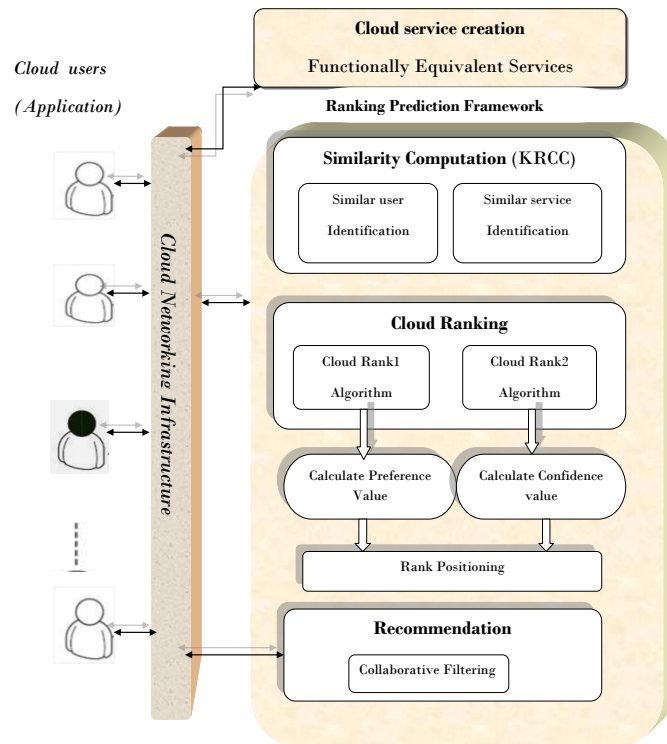 Cloud service creation
Functionally Equivalent Services
Cloud users
(Application)
Ranking Prediction Framework
Cloud Networking Infrastructure
Similarity Computation (KRCC)
Similar user
Identification
Similar service
Identification
Cloud Ranking
Cloud Rank1
Algorithm
Cloud Rank2
Algorithm
Calculate Preference
Value
Calculate Confidence
value
Rank Positioning
Recommendation
Collaborative Filtering